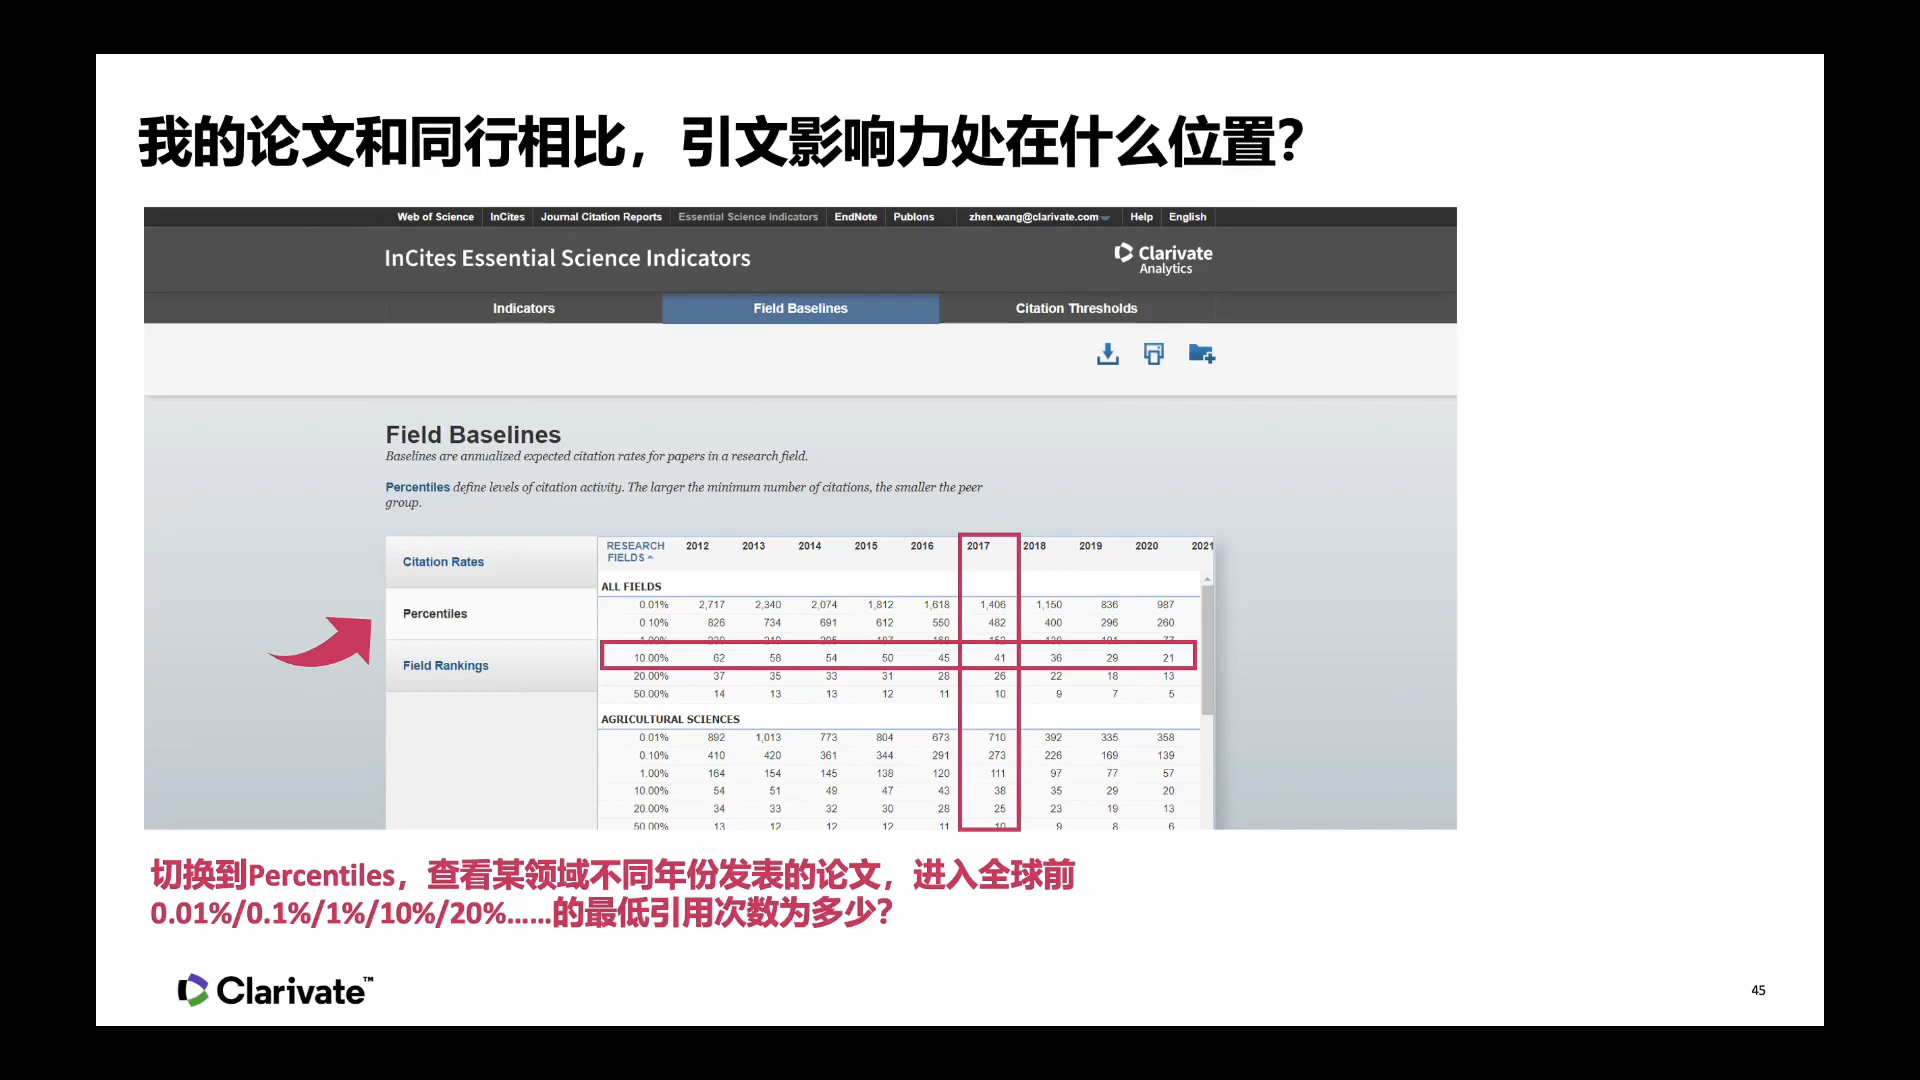 我的论文和同行相比，引文影响力处在什么位置？
Web of Science InCites Journal Citation Reports Essential Science Indicators EndNote Publons zhen.wang@clarivate.com Help English
InCites Essential Science Indicators
Clarivate
Analytics
Indicators Field Baselines Citation Thresholds
Field Baselines
Baselines are annualized expected citation rates for papers in a research field.
Percentiles define levels of citation activity. The larger the minimum number of citations, the smaller the peer
group.
Citation Rates
Percentiles
Field Rankings
RESEARCH FIELDS 2012 2013 2014 2015 2016 2017 2018 2019 2020 2021
ALL FIELDS
0.01% 2,717 2,340 2,074 1,812 1,618 1,406 1,150 836 987
0.10% 826 734 691 612 550 482 400 296 260
1.00%
10.00% 62 58 54 50 45 41 36 29 21
20.00% 37 35 33 31 28 26 22 18 13
50.00% 14 13 13 12 11 10 9 7 5
AGRICULTURAL SCIENCES
0.01% 892 1,013 773 804 673 710 392 335 358
0.10% 410 420 361 344 291 273 226 169 139
1.00% 164 154 145 138 120 111 97 77 57
10.00% 54 51 49 47 43 38 35 29 20
20.00% 34 33 32 30 28 25 23 19 13
50.00% 13 12 12 12 11 10 9 8 6
切换到Percentiles，查看某领域不同年份发表的论文，进入全球前
0.01%/0.1%/1%/10%/20%……的最低引用次数为多少？
Clarivate™
45